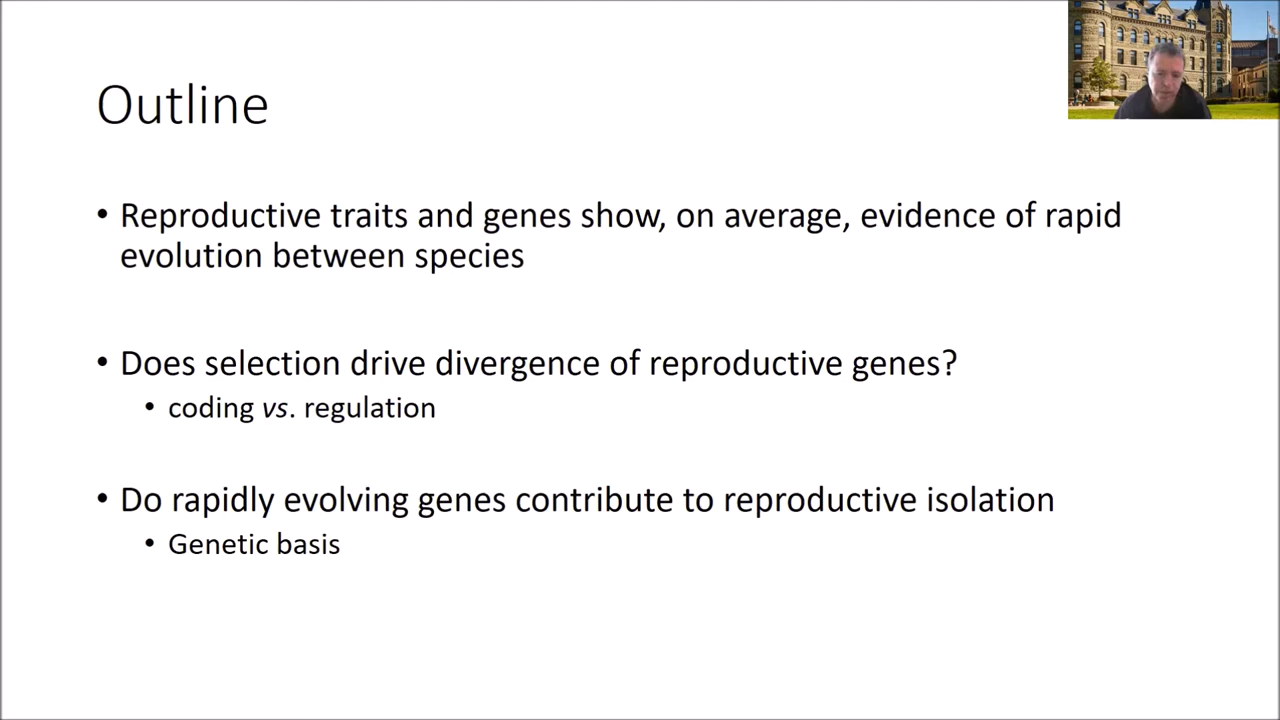 Outline
• Reproductive traits and genes show, on average, evidence of rapid
evolution between species
• Does selection drive divergence of reproductive genes?
• coding vs. regulation
• Do rapidly evolving genes contribute to reproductive isolation
• Genetic basis